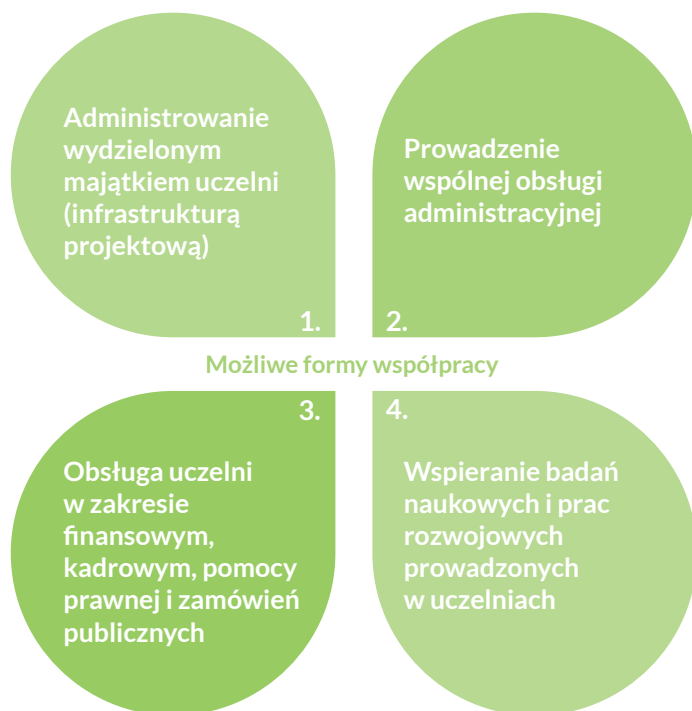 Administrowanie
wydzielonym
majątkiem uczelni
(infrastrukturą
projektową)
1.
Prowadzenie
wspólnej obsługi
administracyjnej
2.
Możliwe formy współpracy
3.
Obsługa uczelni
w zakresie
finansowym,
kadrowym, pomocy
prawnej i zamówień
publicznych
4.
Wspieranie badań
naukowych i prac
rozwojowych
prowadzonych
w uczelniach